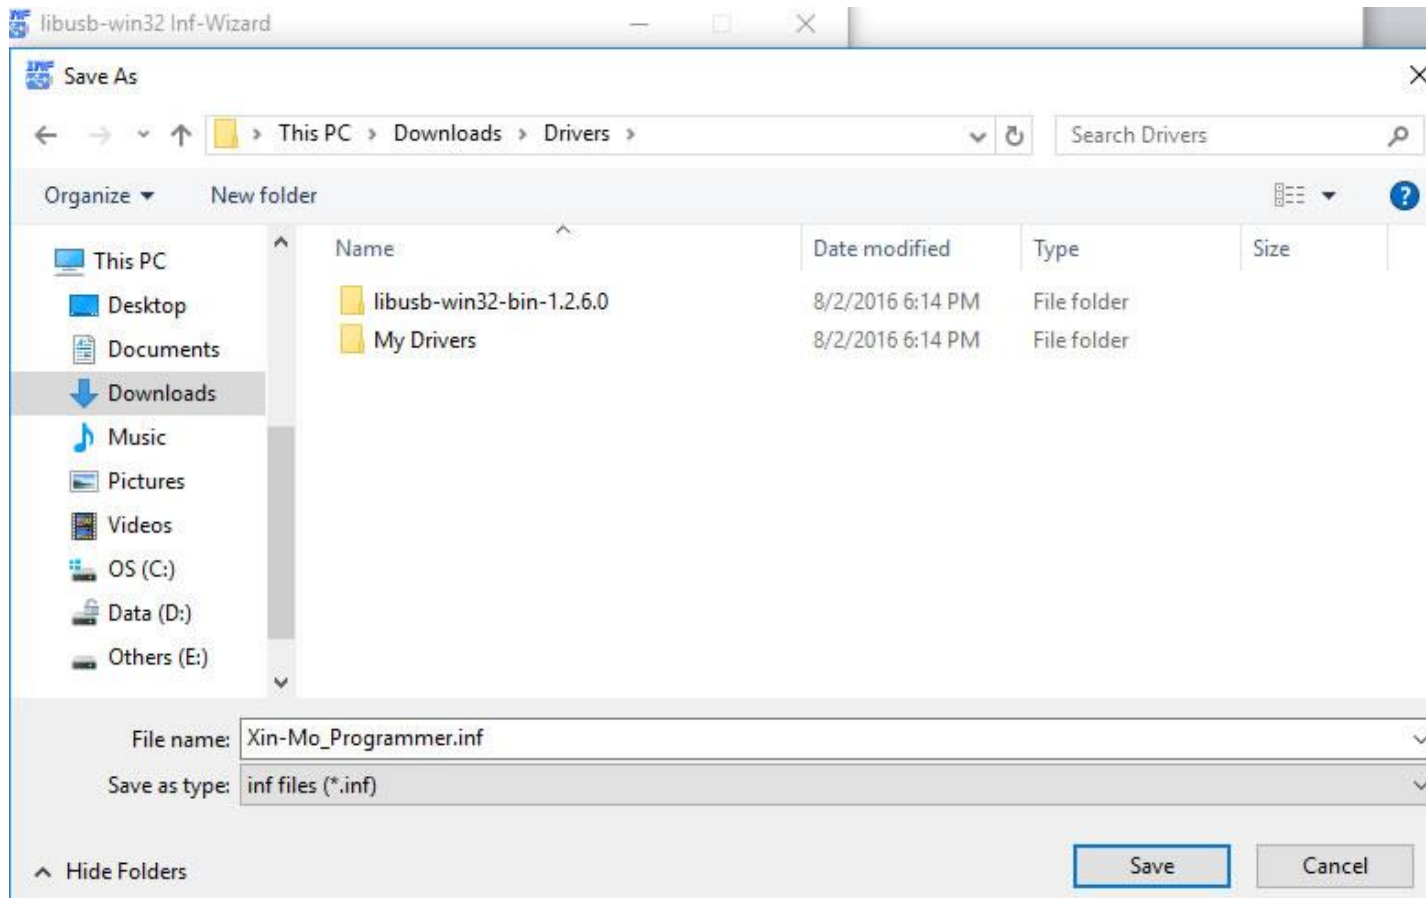 libusb-win32 Inf-Wizard
Save As
This PC > Downloads > Drivers >
Search Drivers
Organize
New folder
Name Date modified Type Size
This PC
Desktop
Documents
Downloads
Music
Pictures
Videos
OS (C:)
Data (D:)
Others (E:)
libusb-win32-bin-1.2.6.0 8/2/2016 6:14 PM File folder
My Drivers 8/2/2016 6:14 PM File folder
File name: Xin-Mo_Programmer.inf
Save as type: inf files (*.inf)
Hide Folders
Save
Cancel